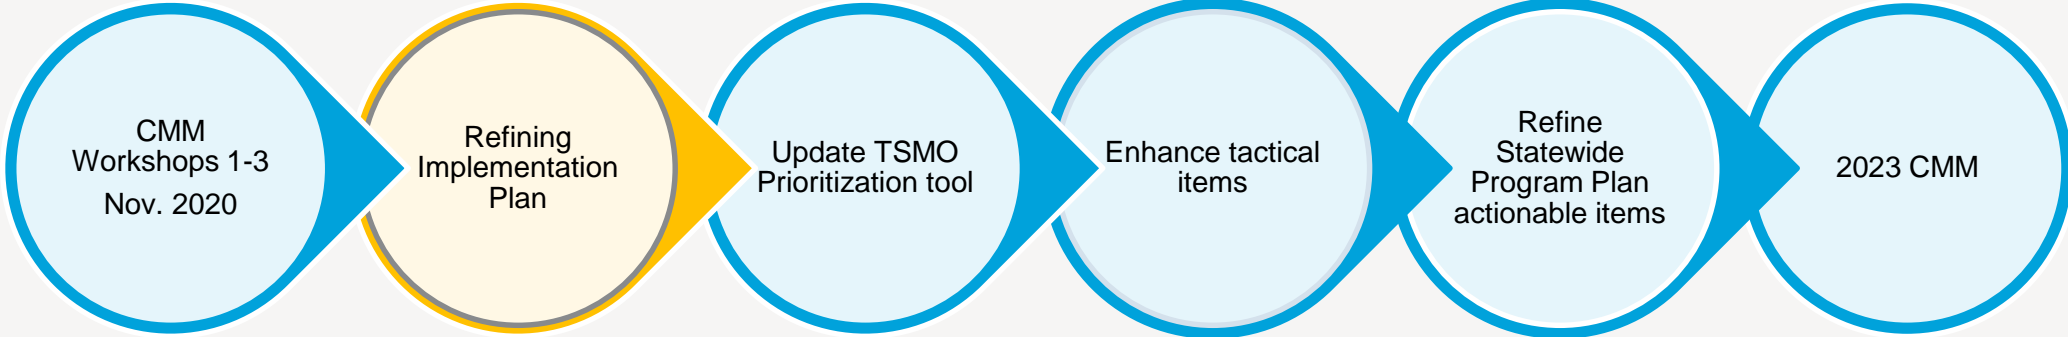 CMM
Workshops 1-3
Nov. 2020
Refining
Implementation
Plan
Update TSMO
Prioritization tool
Enhance tactical
items
Refine
Statewide
Program Plan
actionable items
2023 CMM